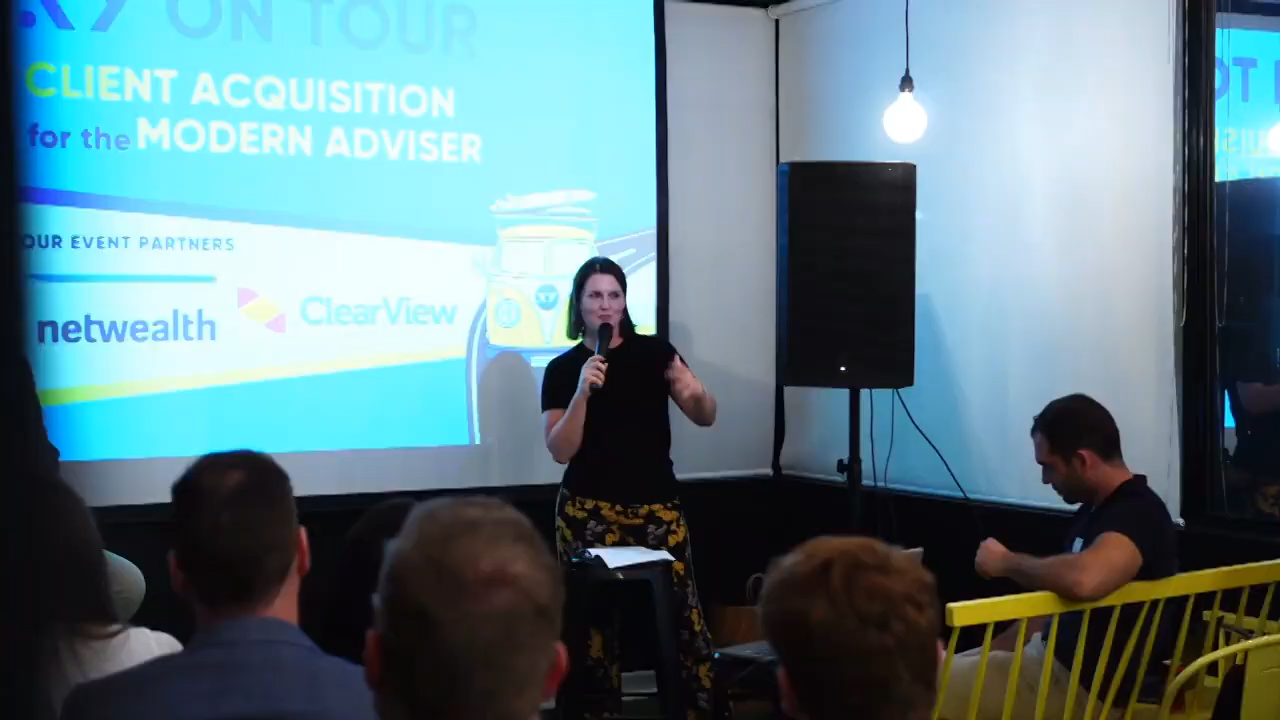 ON TOUR
CLIENT ACQUISITION
for the MODERN ADVISER
OUR EVENT PARTNERS
netwealth
ClearView